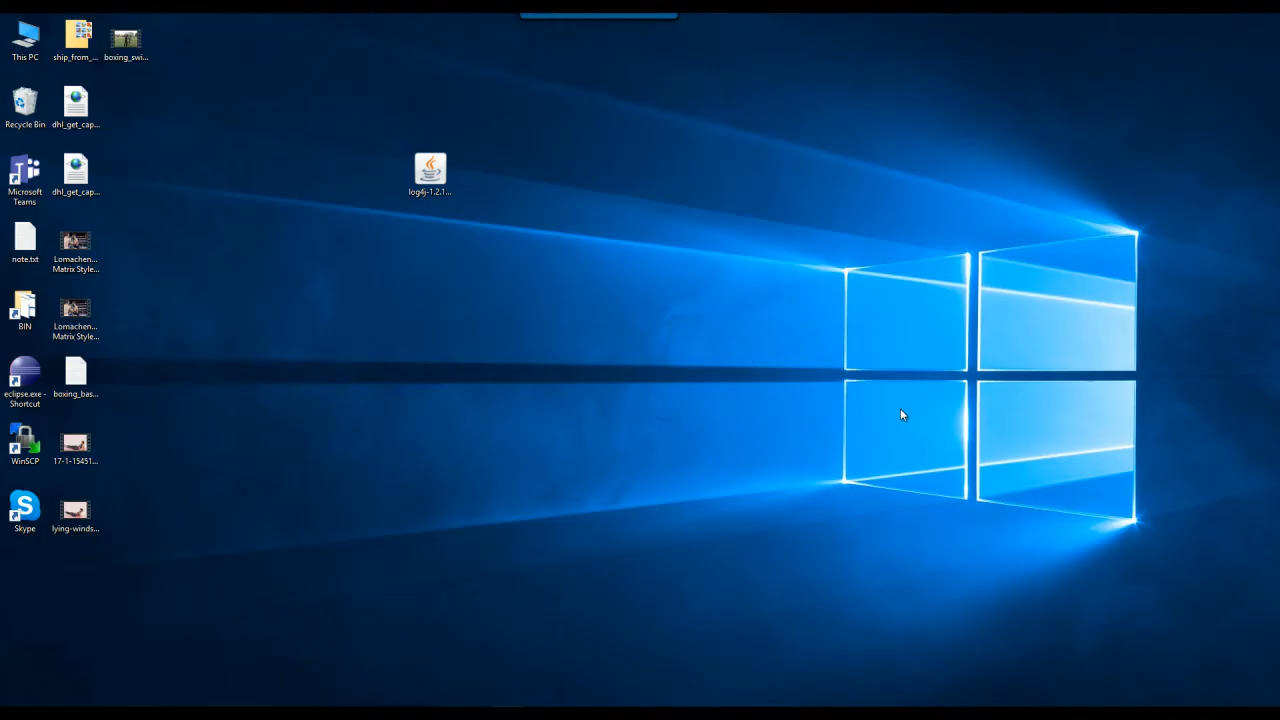 This PC
ship_from_...
boxing_swi...
Recycle Bin
dhl_get_cap...
Microsoft
Teams
dhl_get_cap...
log4j-1.2.1...
note.txt
Lomachen...
Matrix Style...
BIN
Lomachen...
Matrix Style...
eclipse.exe -
Shortcut
boxing_bas...
WinSCP
17-1-15451...
Skype
lying-winds...